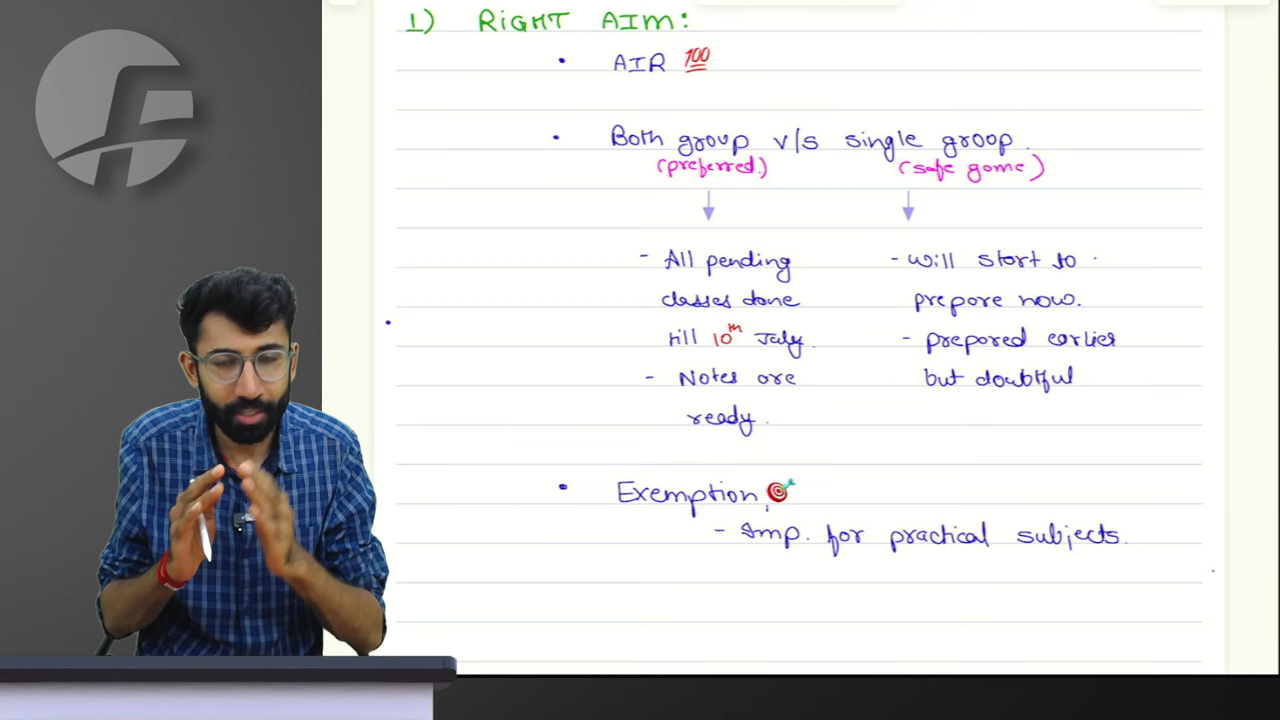 1) RiGHT AIM:
• AIR 💯
• Both group v/s single group.
(preferred.) (safe game)
- All pending - will start to
classes done prepare now.
till 10th July. - prepared earlier
- Notes are but doubtful
ready.
• Exemption 🎯
- Imp. for practical subjects.